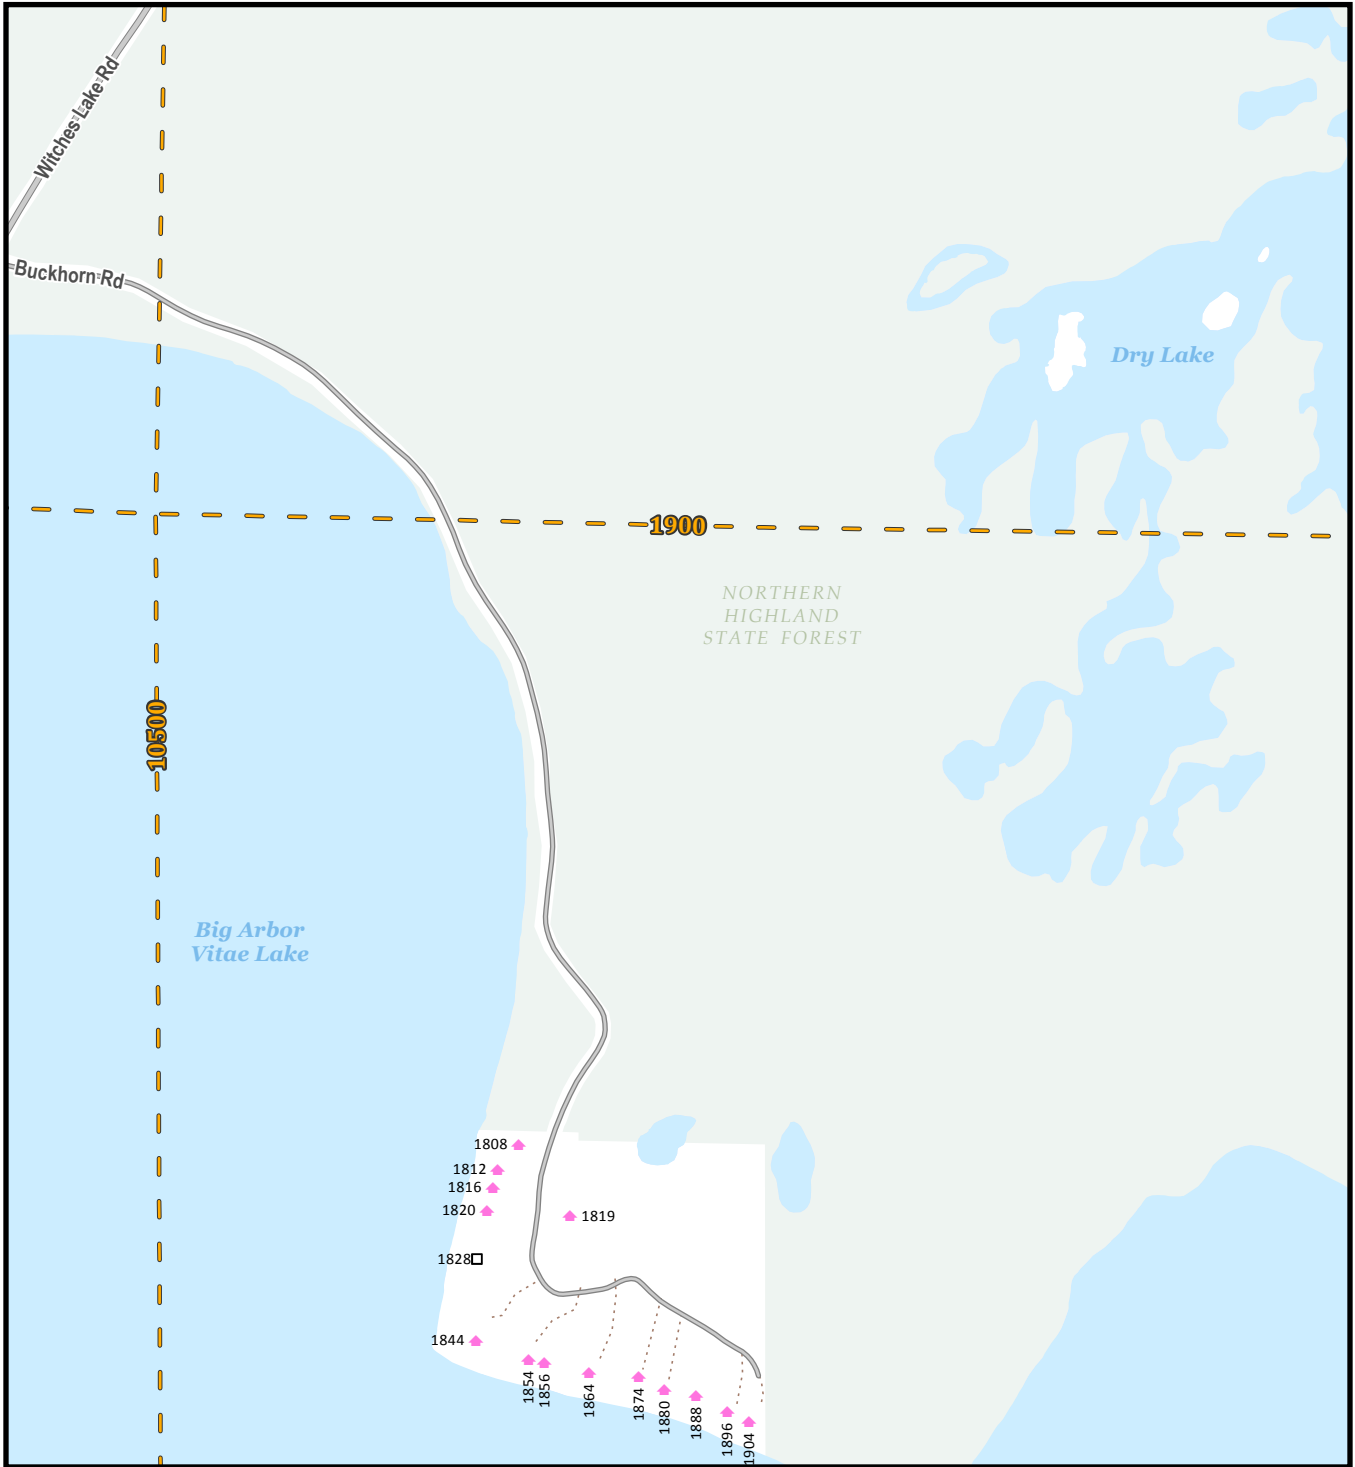 Witches Lake Rd
Buckhorn Rd
Dry Lake
1900
NORTHERN
HIGHLAND
STATE FOREST
10500
Big Arbor
Vitae Lake
1808
1812
1816
1820
1819
1828
1844
1854
1856
1864
1874
1880
1888
1896
1904